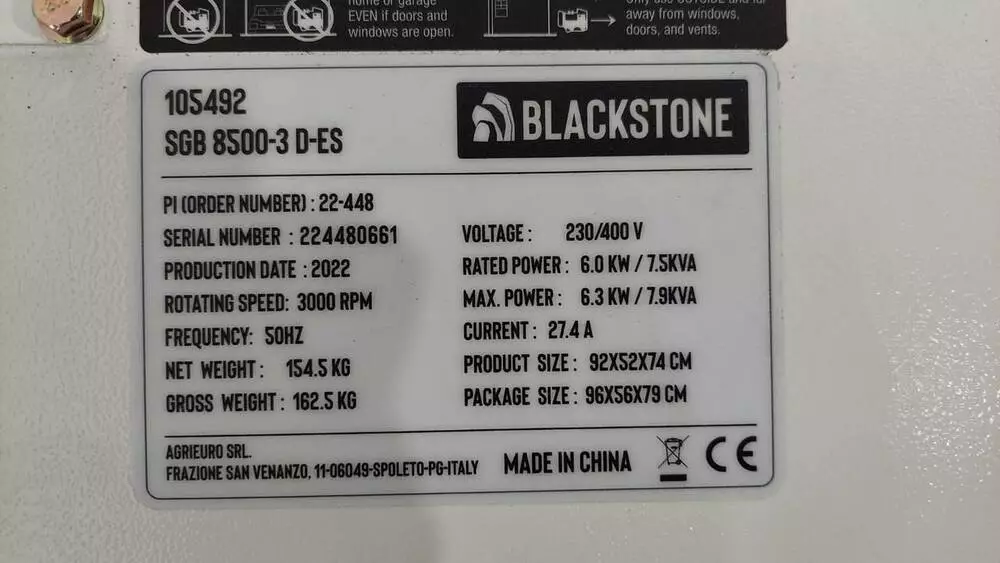 home or garage
EVEN if doors and
windows are open.
away from windows,
doors, and vents.
105492
SGB 8500-3 D-ES
BLACKSTONE
PI (ORDER NUMBER) : 22-448
SERIAL NUMBER : 224480661
PRODUCTION DATE : 2022
ROTATING SPEED: 3000 RPM
FREQUENCY: 50HZ
NET WEIGHT : 154.5 KG
GROSS WEIGHT : 162.5 KG
VOLTAGE : 230/400 V
RATED POWER : 6.0 KW / 7.5KVA
MAX. POWER : 6.3 KW / 7.9KVA
CURRENT : 27.4 A
PRODUCT SIZE : 92X52X74 CM
PACKAGE SIZE : 96X56X79 CM
AGRIEURO SRL.
FRAZIONE SAN VENANZO, 11-06049-SPOLETO-PG-ITALY
MADE IN CHINA
CE